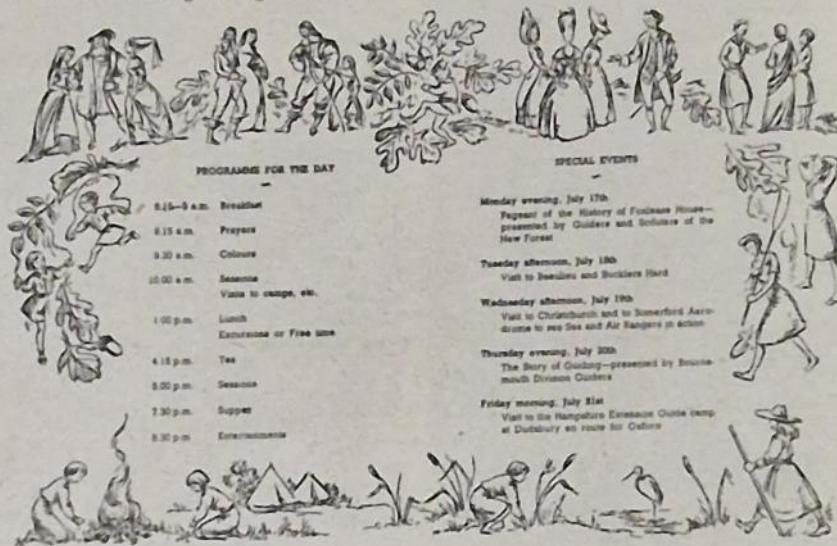 PROGRAMME FOR THE DAY
8.15—9 a.m. Breakfast
9.15 a.m. Prayers
9.30 a.m. Colours
10.00 a.m. Sessions
Visits to camps, etc.
1.00 p.m. Lunch
Excursions or Free time
4.15 p.m. Tea
5.00 p.m. Sessions
7.30 p.m. Supper
8.30 p.m. Entertainments
SPECIAL EVENTS
Monday evening, July 17th
Pageant of the History of Foxlease House—
presented by Guiders and Scouters of the
New Forest
Tuesday afternoon, July 18th
Visit to Beaulieu and Bucklers Hard
Wednesday afternoon, July 19th
Visit to Christchurch and to Somerford Aero-
drome to see Sea and Air Rangers in action
Thursday evening, July 20th
The Story of Guiding—presented by Bourne-
mouth Division Guiders
Friday morning, July 21st
Visit to the Hampshire Extension Guide camp
at Dudsbury en route for Oxford